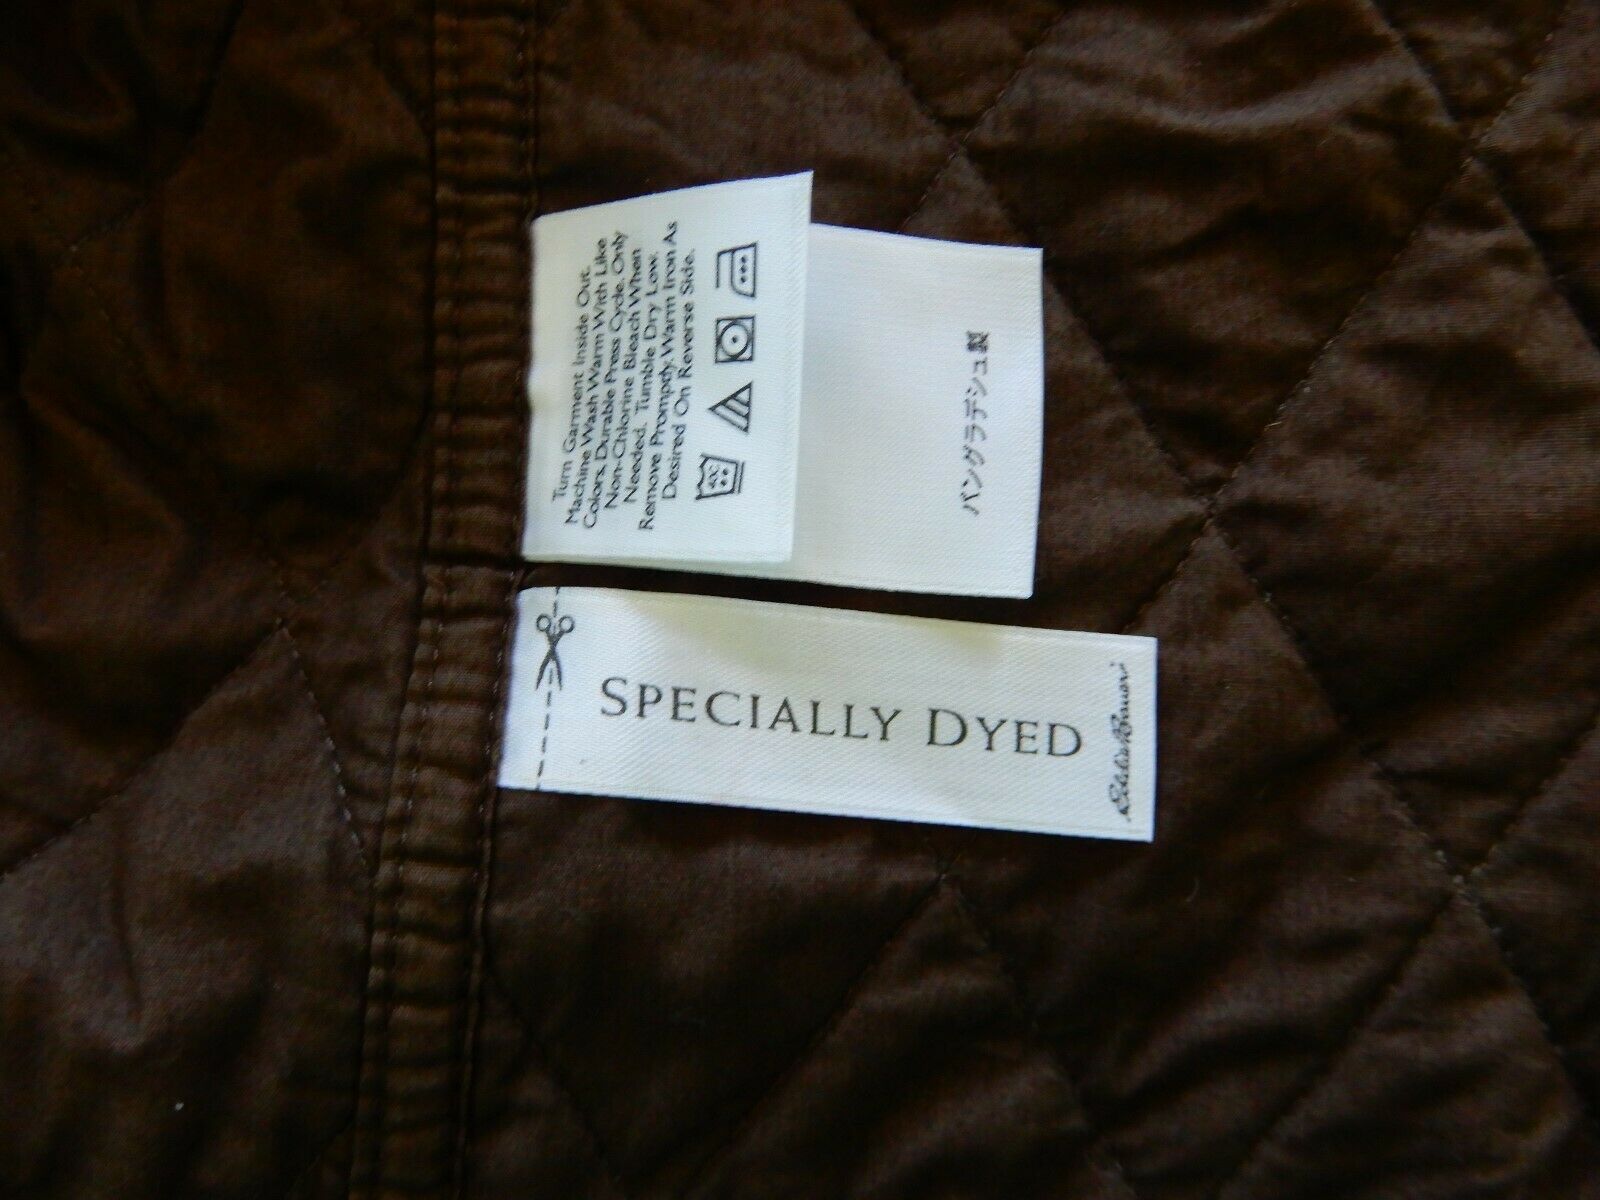 Turn Garment Inside Out.
Machine Wash Warm With Like
Colors. Durable Press Cycle. Only
Non-Chlorine Bleach When
Needed. Tumble Dry Low.
Remove Promptly. Warm Iron As
Desired On Reverse Side.
バングラデシュ製
SPECIALLY DYED
Eddie Bauer